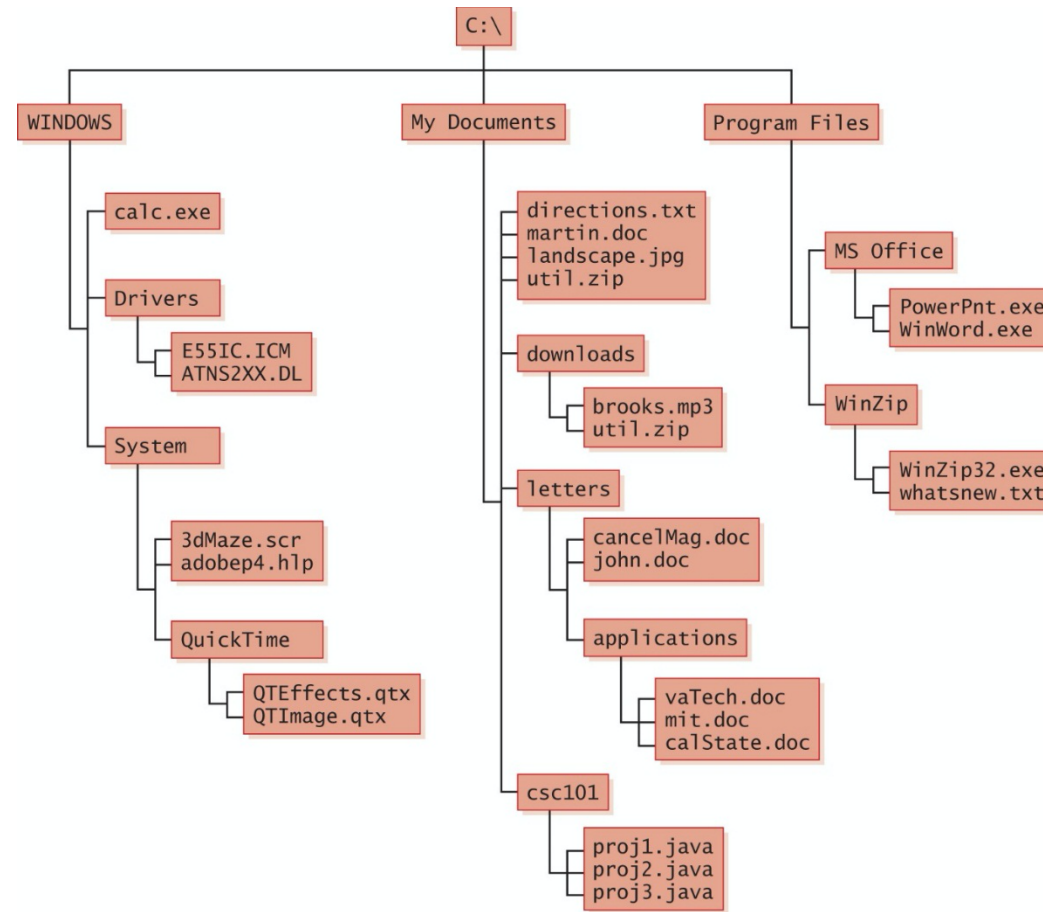 C:\
WINDOWS
calc.exe
Drivers
E55IC.ICM
ATNS2XX.DL
System
3dMaze.scr
adobep4.hlp
QuickTime
QTEffects.qtx
QTImage.qtx
My Documents
directions.txt
martin.doc
landscape.jpg
util.zip
downloads
brooks.mp3
util.zip
letters
cancelMag.doc
john.doc
applications
vaTech.doc
mit.doc
calState.doc
csc101
proj1.java
proj2.java
proj3.java
Program Files
MS Office
PowerPnt.exe
WinWord.exe
WinZip
WinZip32.exe
whatsnew.txt